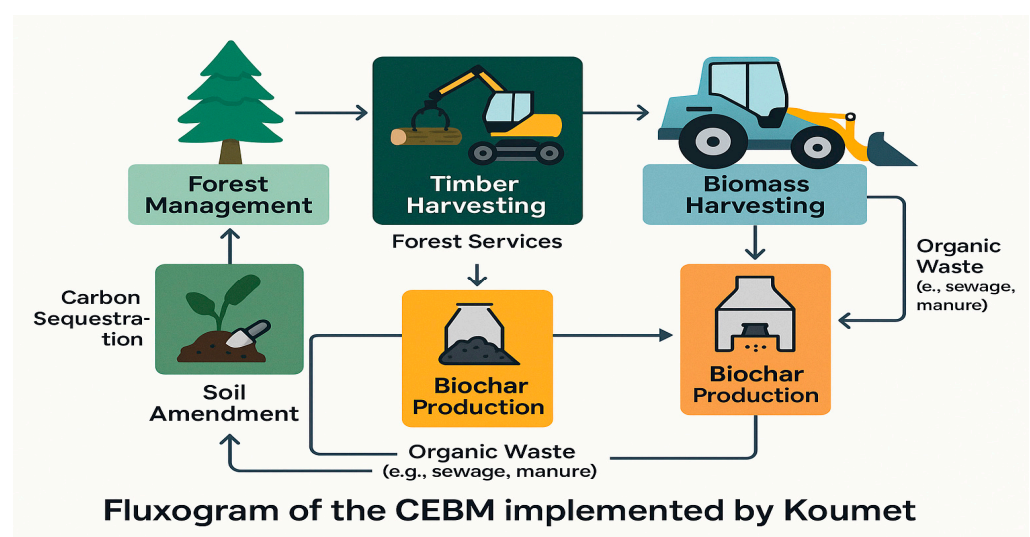 Forest
Management
Timber
Harvesting
Biomass
Harvesting
Forest Services
Organic
Waste
(e., sewage,
manure)
Carbon
Sequestra-
tion
Soil
Amendment
Biochar
Production
Biochar
Production
Organic Waste
(e.g., sewage, manure)
Fluxogram of the CEBM implemented by Koumet